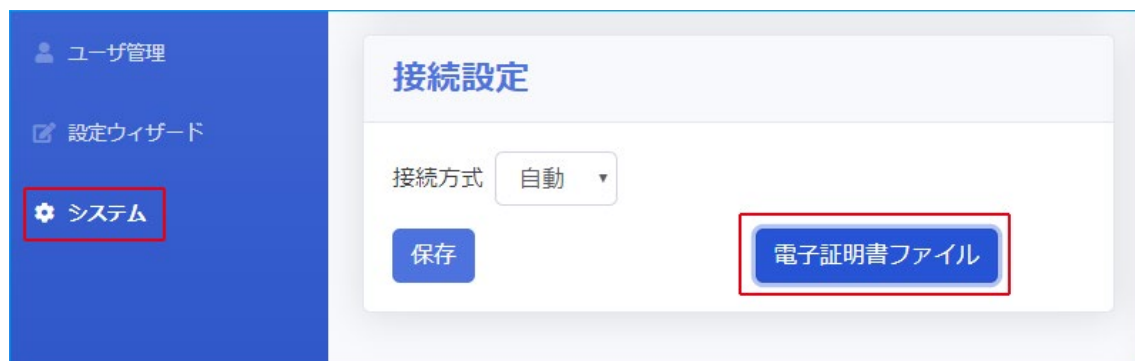 ユーザ管理
設定ウィザード
システム
接続設定
接続方式 自動
保存 電子証明書ファイル